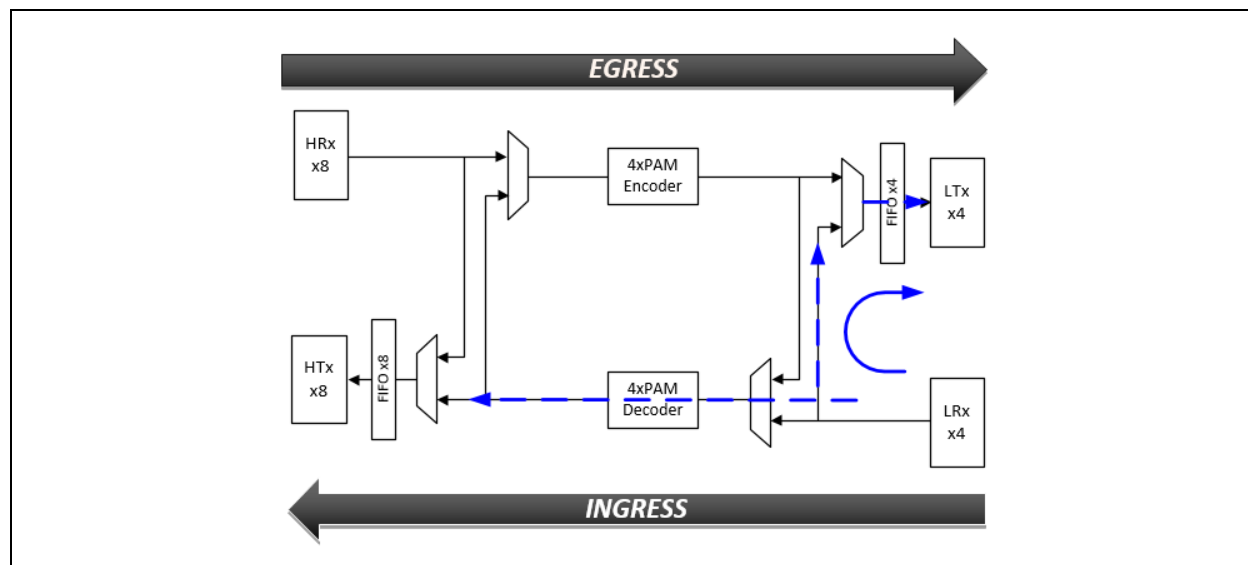 EGRESS
HRx
x8
4xPAM
Encoder
FIFO x4
LTx
x4
HTx
x8
FIFO x8
4xPAM
Decoder
LRx
x4
INGRESS